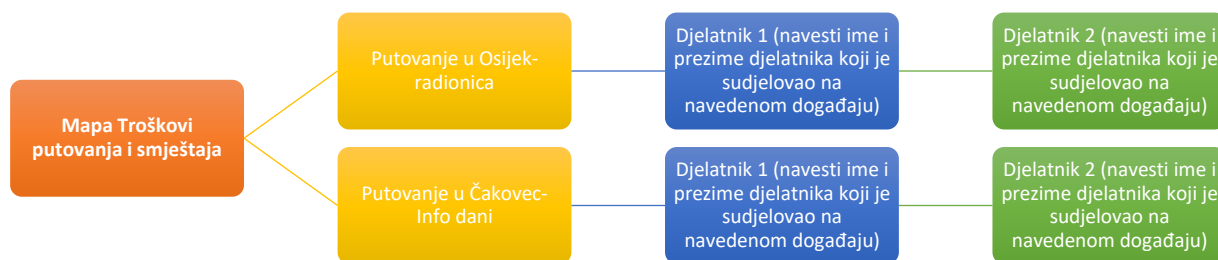 Mapa Troškovi
putovanja i smještaja
Putovanje u Osijek-
radionica
Djelatnik 1 (navesti ime i
prezime djelatnika koji je
sudjelovao na
navedenom događaju)
Djelatnik 2 (navesti ime i
prezime djelatnika koji je
sudjelovao na
navedenom događaju)
Putovanje u Čakovec-
Info dani
Djelatnik 1 (navesti ime i
prezime djelatnika koji je
sudjelovao na
navedenom događaju)
Djelatnik 2 (navesti ime i
prezime djelatnika koji je
sudjelovao na
navedenom događaju)